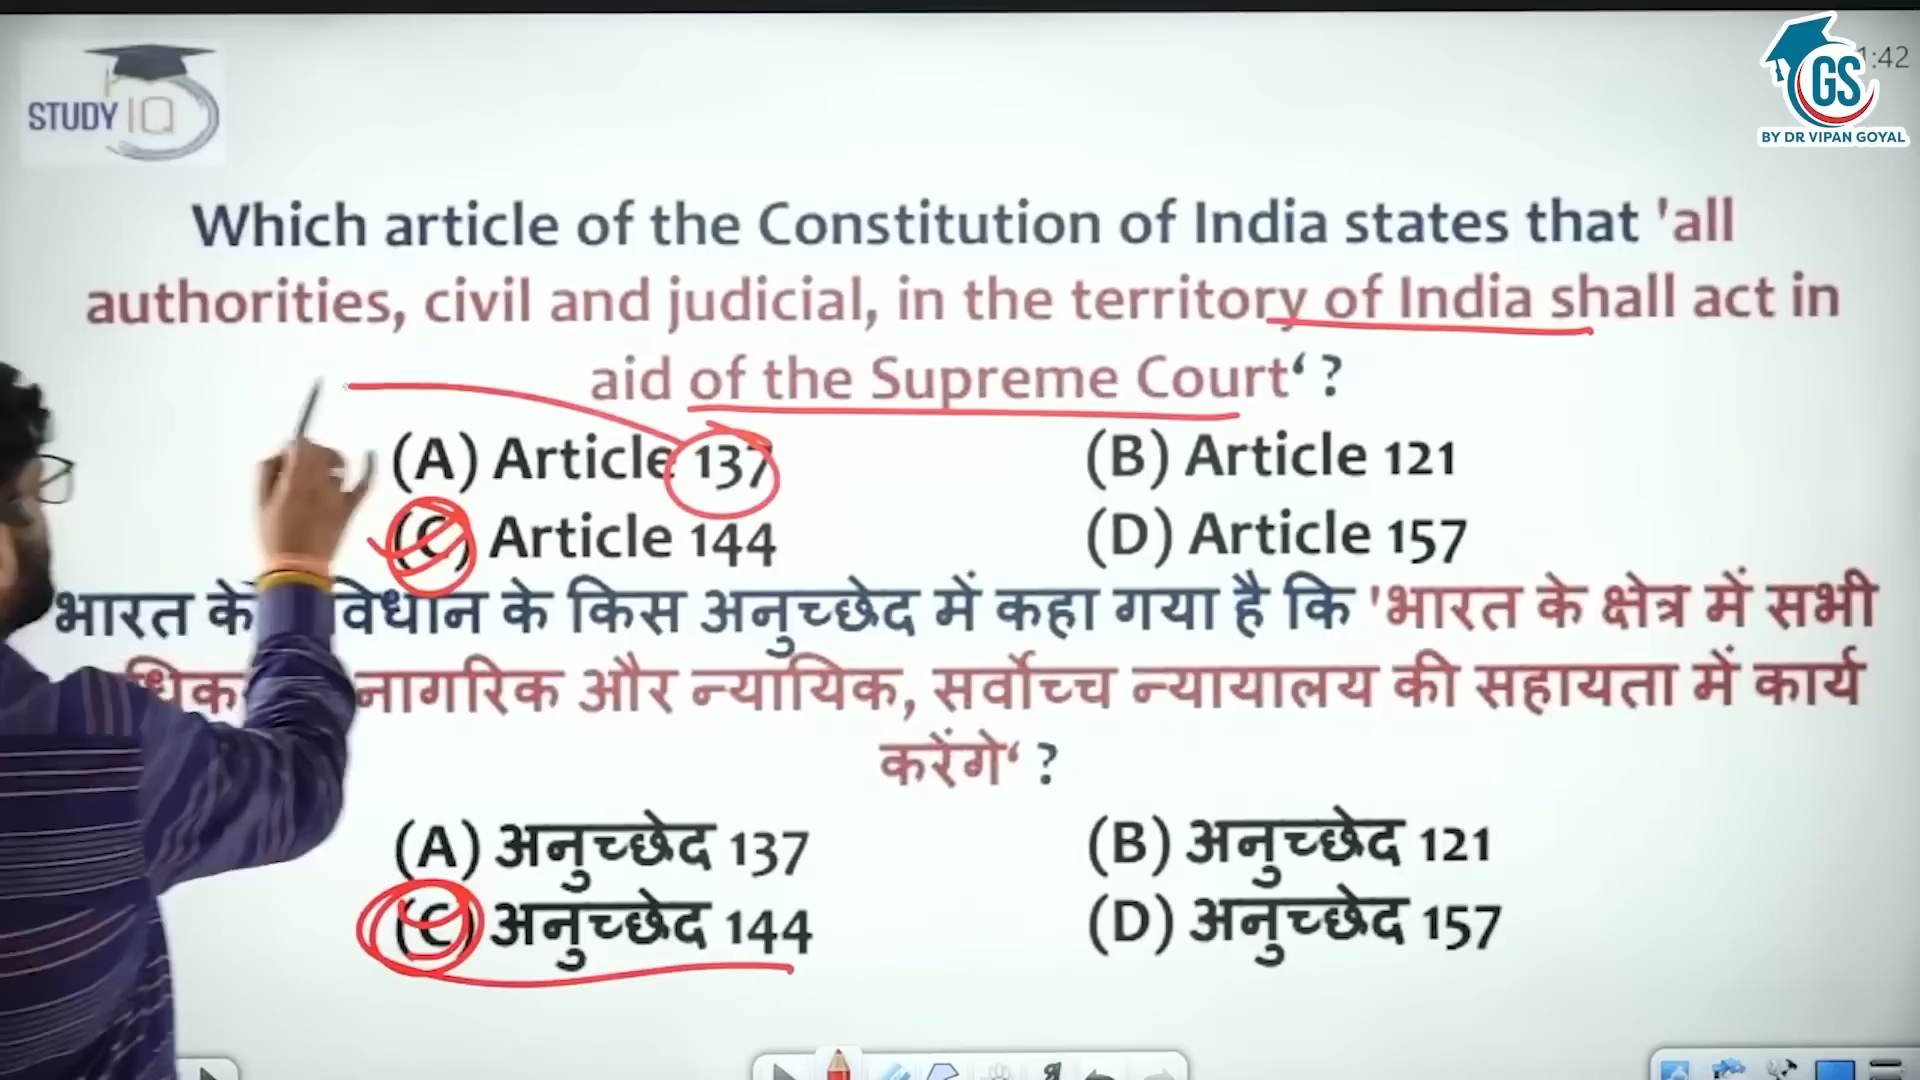 STUDY IQ
GS
BY DR VIPAN GOYAL
:42
Which article of the Constitution of India states that 'all
authorities, civil and judicial, in the territory of India shall act in
aid of the Supreme Court‘ ?
(A) Article 137
(B) Article 121
(C) Article 144
(D) Article 157
भारत के विधान के किस अनुच्छेद में कहा गया है कि 'भारत के क्षेत्र में सभी
नागरिक और न्यायिक, सर्वोच्च न्यायालय की सहायता में कार्य
करेंगे‘ ?
(A) अनुच्छेद 137
(B) अनुच्छेद 121
(C) अनुच्छेद 144
(D) अनुच्छेद 157